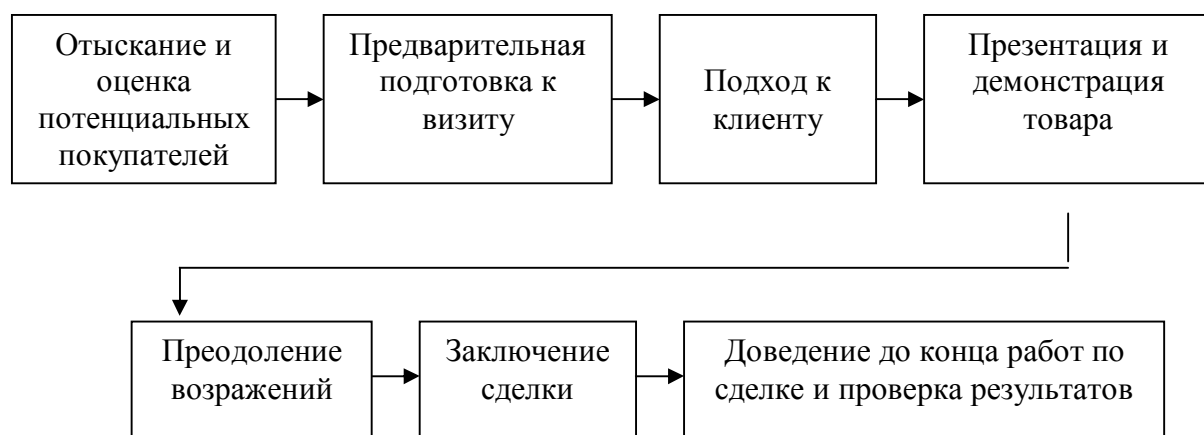 Отыскание и
оценка
потенциальных
покупателей
Предварительная
подготовка к
визиту
Подход к
клиенту
Презентация и
демонстрация
товара
Преодоление
возражений
Заключение
сделки
Доведение до конца работ по
сделке и проверка результатов